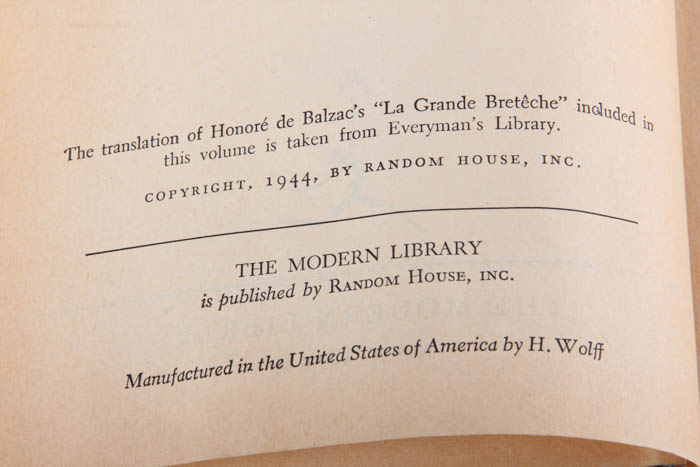 The translation of Honoré de Balzac's "La Grande Bretêche" included in
this volume is taken from Everyman's Library.
COPYRIGHT, 1944, BY RANDOM HOUSE, INC.
THE MODERN LIBRARY
is published by RANDOM HOUSE, INC.
Manufactured in the United States of America by H. Wolff